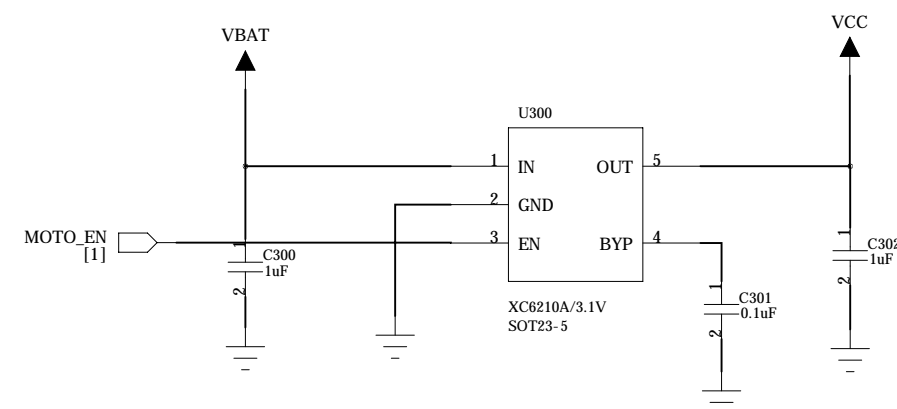 VCC
VBAT
U300
1
IN
OUT
5
2
GND
MOTO_EN
[1]
3
EN
BYP
4
1
C300
1uF
2
1
C302
1uF
2
XC6210A/3.1V
SOT23-5
1
C301
0.1uF
2